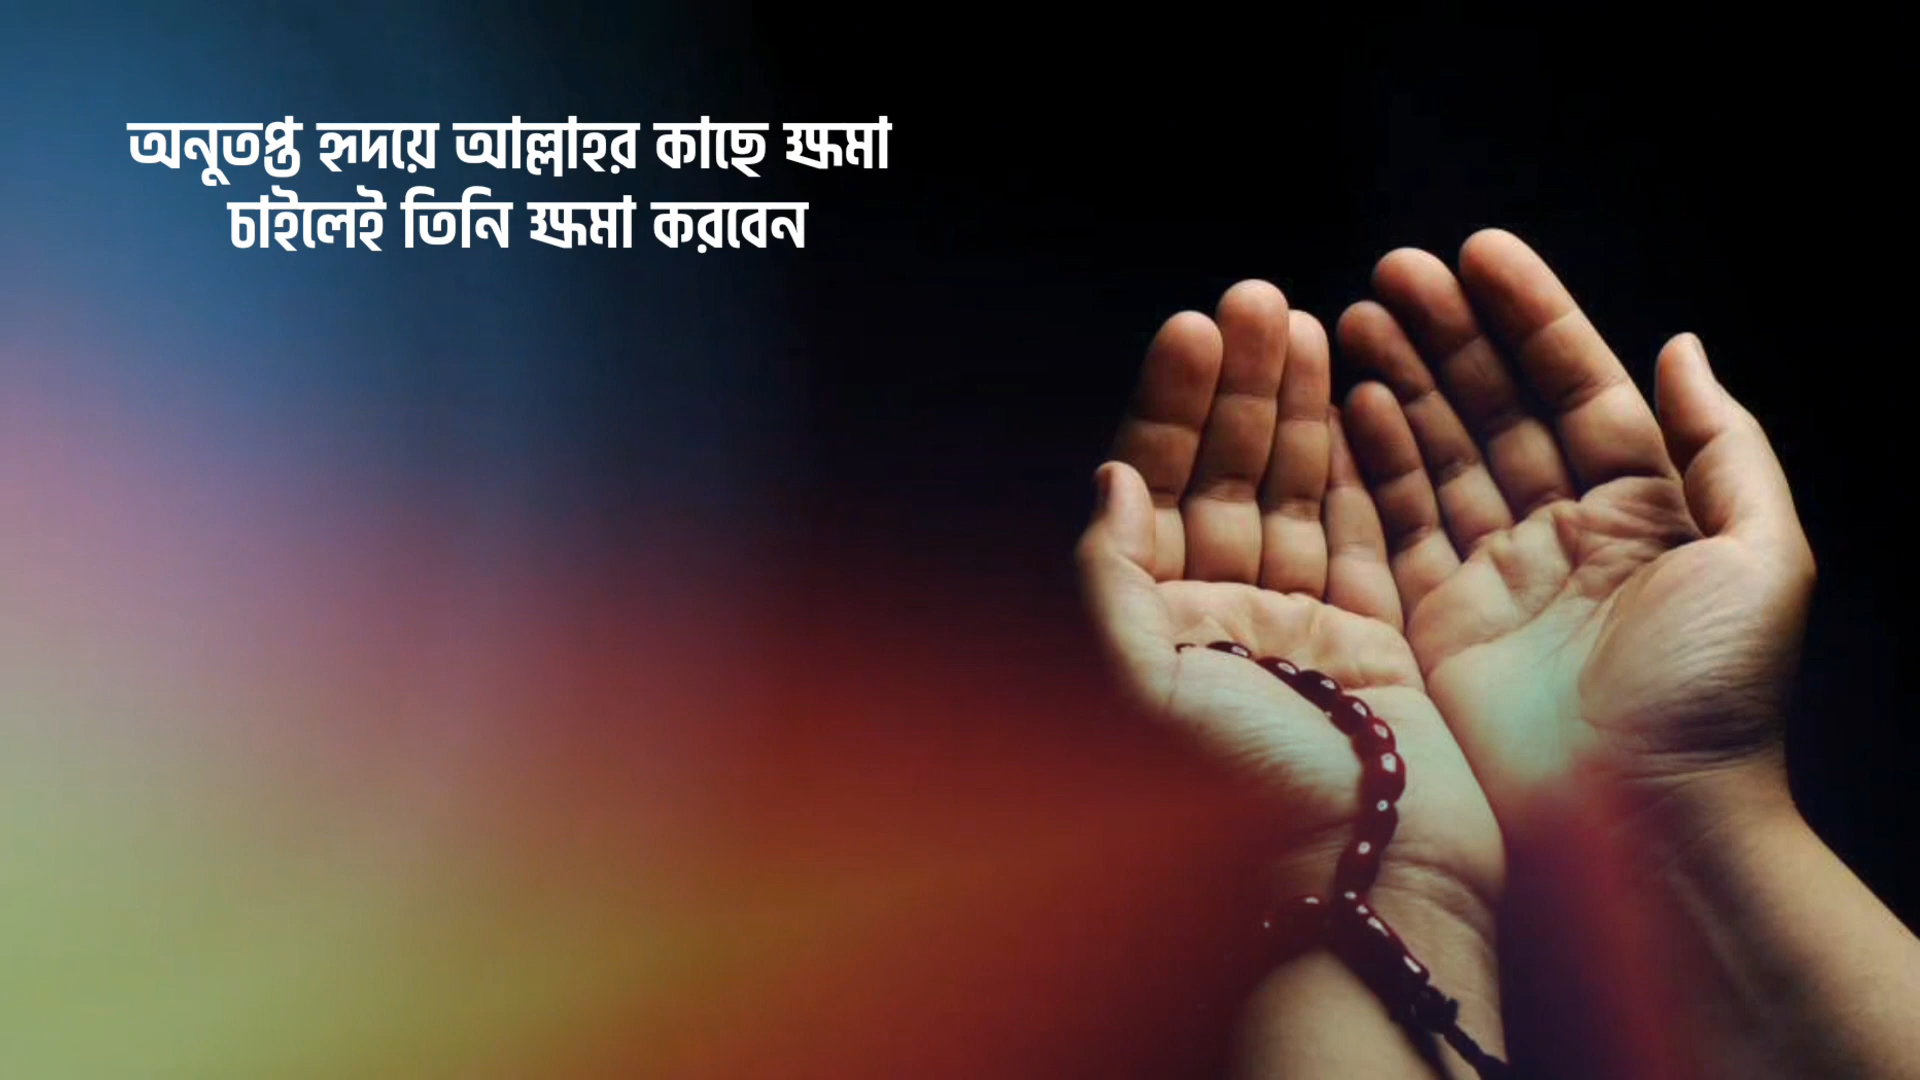 অনুতপ্ত হৃদয়ে আল্লাহর কাছে ক্ষমা
চাইলেই তিনি ক্ষমা করবেন